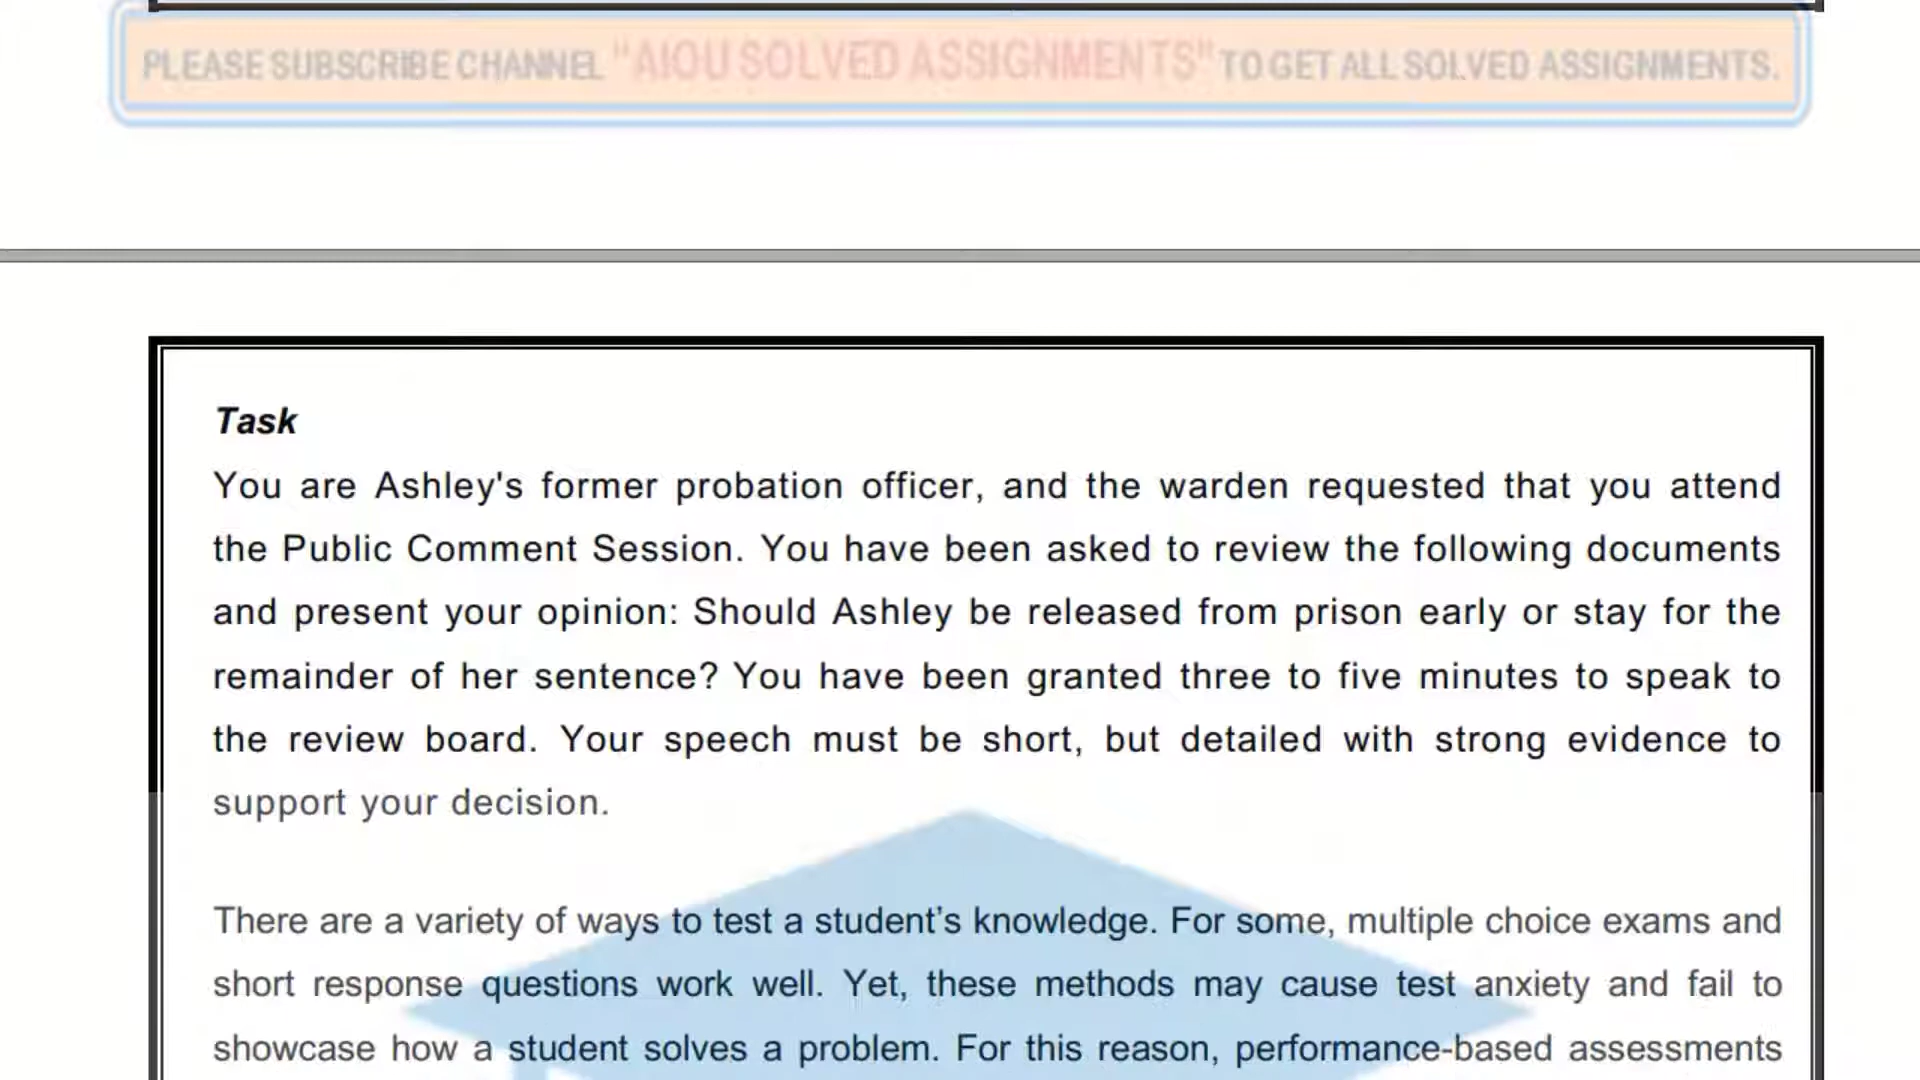 PLEASE SUBSCRIBE CHANNEL "AIOU SOLVED ASSIGNMENTS" TO GET ALL SOLVED ASSIGNMENTS.
Task
You are Ashley's former probation officer, and the warden requested that you attend
the Public Comment Session. You have been asked to review the following documents
and present your opinion: Should Ashley be released from prison early or stay for the
remainder of her sentence? You have been granted three to five minutes to speak to
the review board. Your speech must be short, but detailed with strong evidence to
support your decision.
There are a variety of ways to test a student’s knowledge. For some, multiple choice exams and
short response questions work well. Yet, these methods may cause test anxiety and fail to
showcase how a student solves a problem. For this reason, performance-based assessments